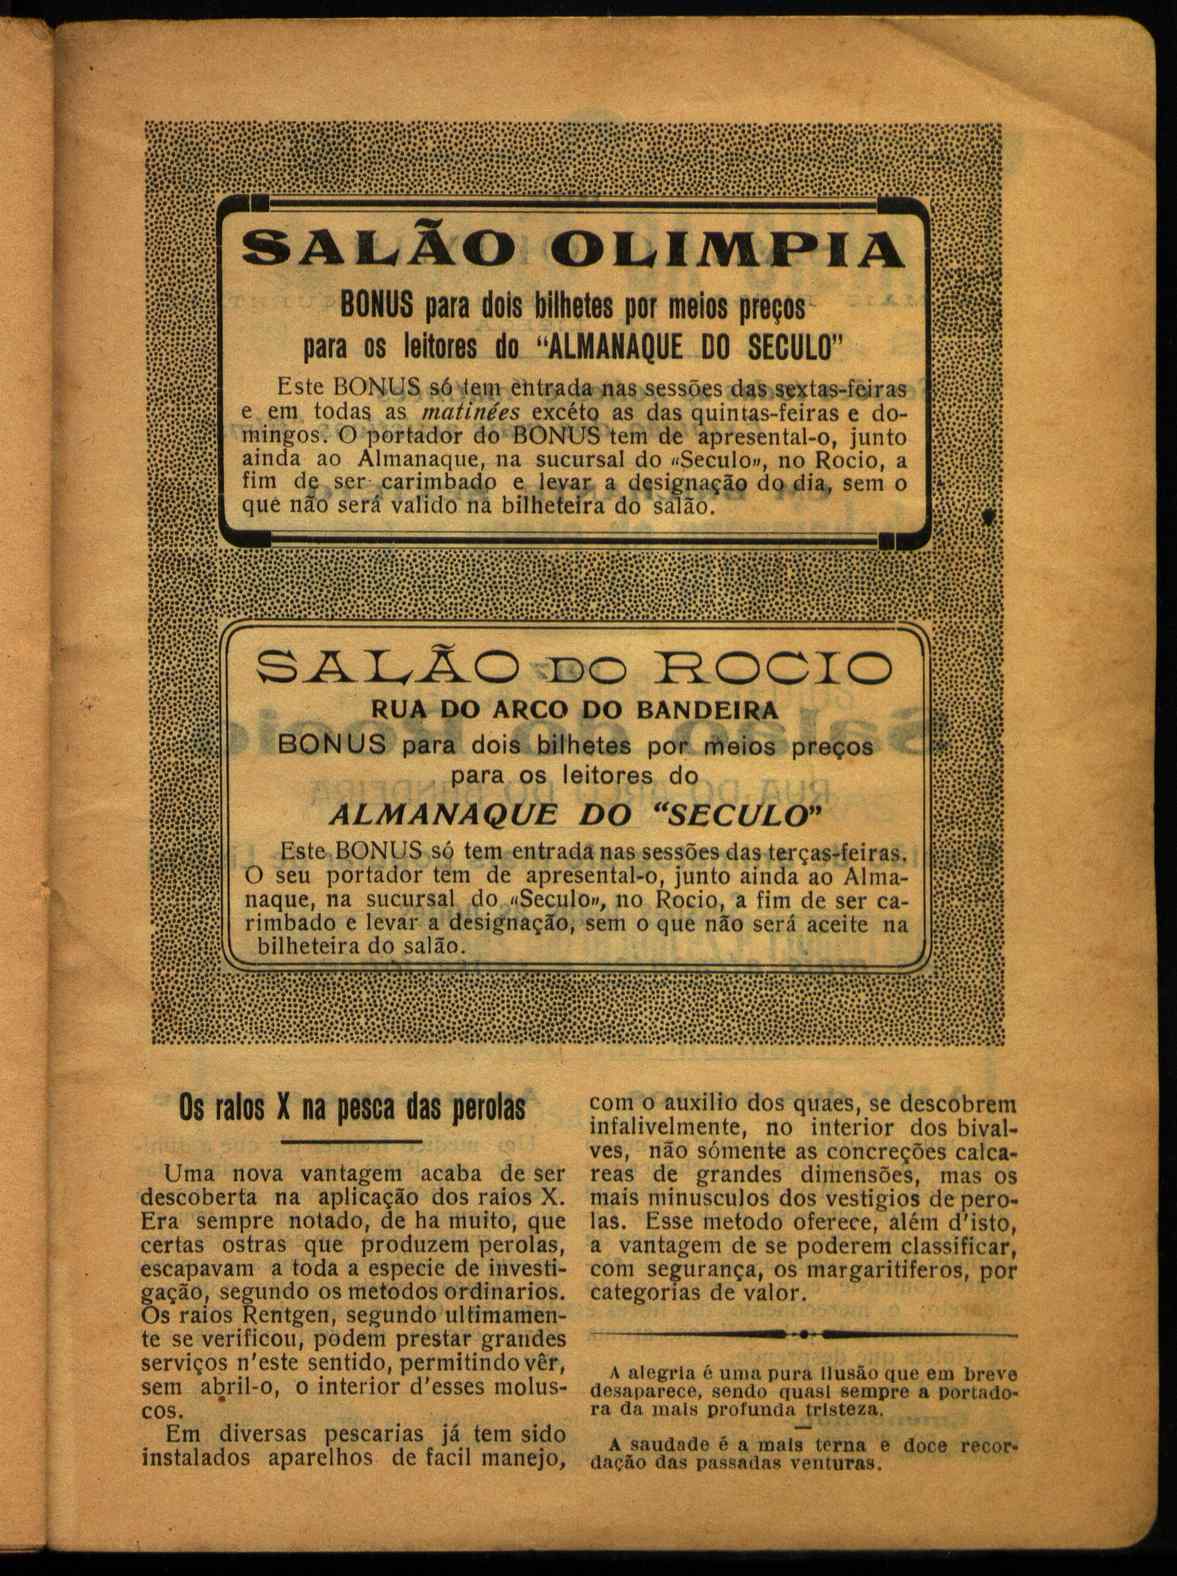 SALÃO OLIMPIA
BONUS para dois bilhetes por meios preços
para os leitores do “ALMANAQUE DO SECULO”
Este BONUS só tem entrada nas sessões das sextas-feiras
e em todas as matinées excéto as das quintas-feiras e do-
mingos. O portador do BONUS tem de apresental-o, junto
ainda ao Almanaque, na sucursal do «Seculo», no Rocio, a
fim de ser carimbado e levar a designação do dia, sem o
que não será valido na bilheteira do salão.
SALÃO DO ROCIO
RUA DO ARCO DO BANDEIRA
BONUS para dois bilhetes por meios preços
para os leitores do
ALMANAQUE DO “SECULO”
Este BONUS só tem entrada nas sessões das terças-feiras.
O seu portador tem de apresental-o, junto ainda ao Alma-
naque, na sucursal do «Seculo», no Rocio, a fim de ser ca-
rimbado e levar a designação, sem o que não será aceite na
bilheteira do salão.
Os raios X na pesca das perolas
Uma nova vantagem acaba de ser
descoberta na aplicação dos raios X.
Era sempre notado, de ha muito, que
certas ostras que produzem perolas,
escapavam a toda a especie de investi-
gação, segundo os metodos ordinarios.
Os raios Rentgen, segundo ultimamen-
te se verificou, podem prestar grandes
serviços n'este sentido, permitindo vêr,
sem abril-o, o interior d'esses molus-
cos.
Em diversas pescarias já tem sido
instalados aparelhos de facil manejo,
com o auxilio dos quaes, se descobrem
infalivelmente, no interior dos bival-
ves, não sómente as concreções calca-
reas de grandes dimensões, mas os
mais minusculos dos vestigios de pero-
las. Esse metodo oferece, além d'isto,
a vantagem de se poderem classificar,
com segurança, os margaritiferos, por
categorias de valor.
A alegria é uma pura ilusão que em breve
desaparece, sendo quasi sempre a portado-
ra da mais profunda tristeza.
A saudade é a mais terna e doce recor-
dação das passadas venturas.